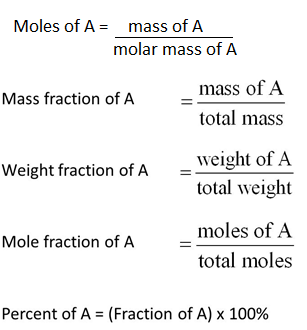 Moles of A = mass of A
molar mass of A
Mass fraction of A = mass of A
total mass
Weight fraction of A = weight of A
total weight
Mole fraction of A = moles of A
total moles
Percent of A = (Fraction of A) x 100%